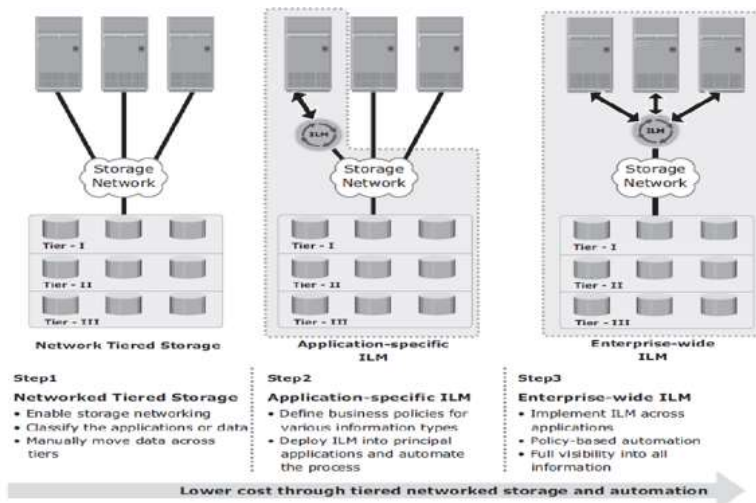 ILM
ILM
Storage
Network
Storage
Network
Storage
Network
Tier - I
Tier - II
Tier - III
Tier - I
Tier - II
Tier - III
Tier - I
Tier - II
Tier - III
Network Tiered Storage
Application-specific
ILM
Enterprise-wide
ILM
Step1
Networked Tiered Storage
• Enable storage networking
• Classify the applications or data
• Manually move data across
tiers
Step2
Application-specific ILM
• Define business policies for
various information types
• Deploy ILM into principal
applications and automate
the process
Step3
Enterprise-wide ILM
• Implement ILM across
applications
• Policy-based automation
• Full visibility into all
information
Lower cost through tiered networked storage and automation